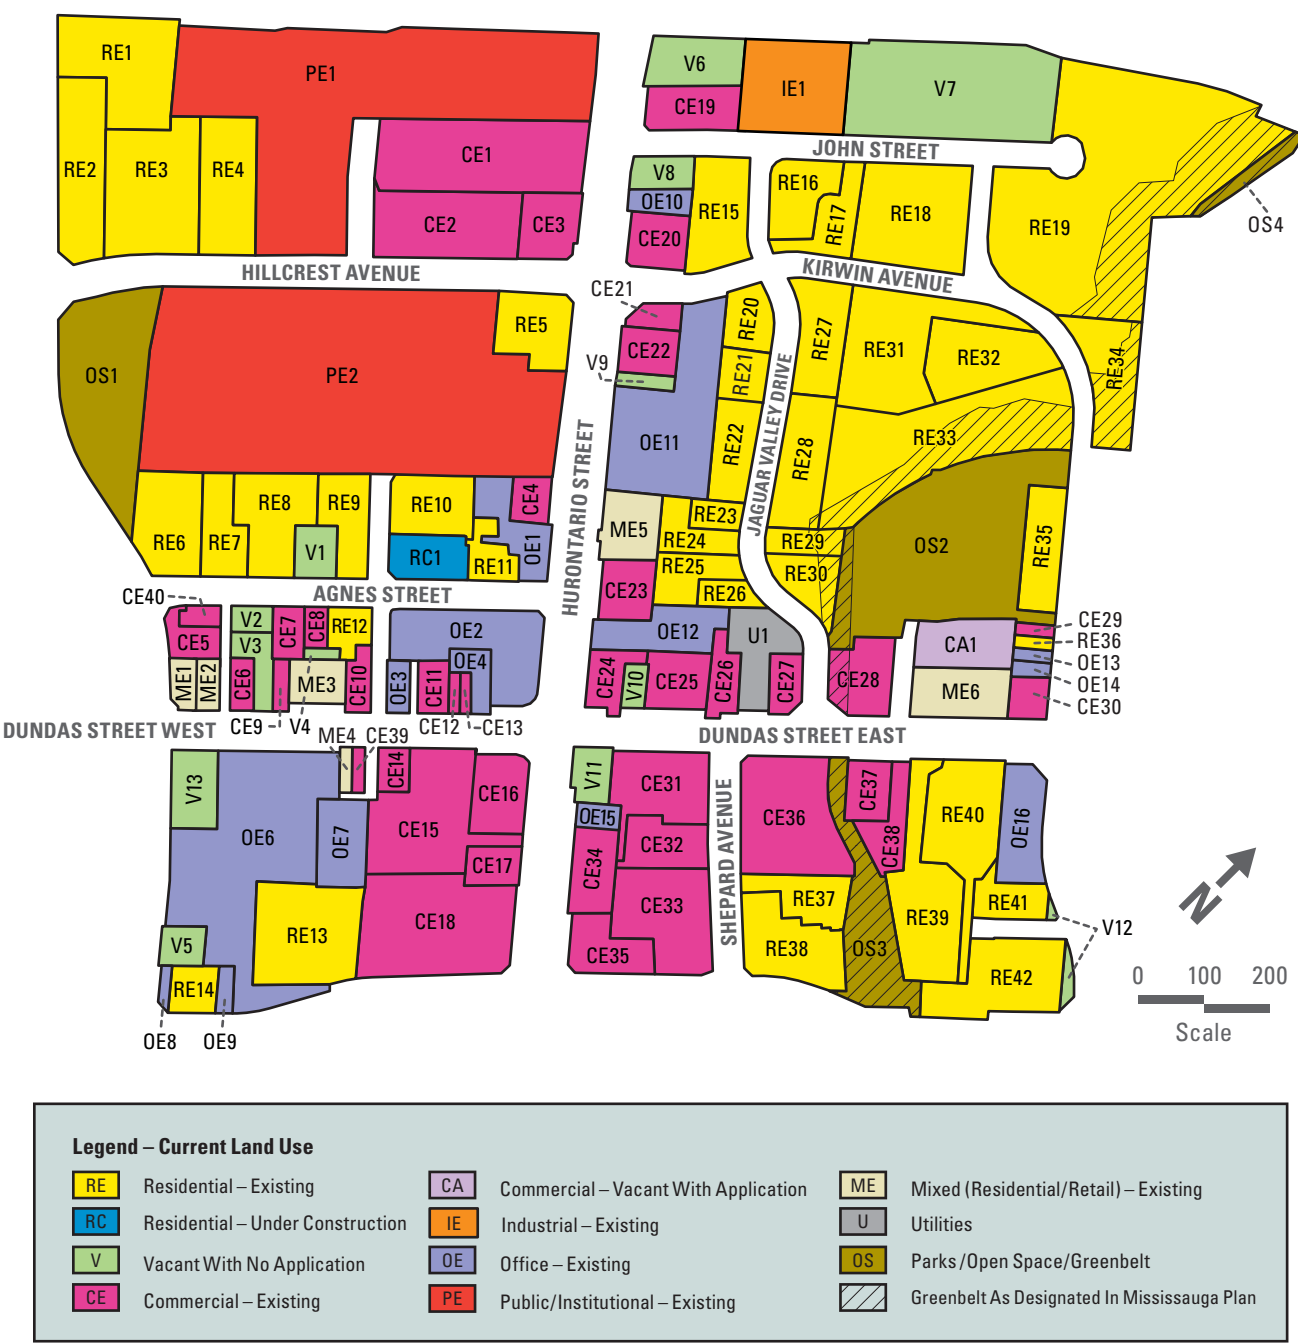 RE1
PE1
V6
IE1
V7
CE19
JOHN STREET
RE2
RE3
RE4
CE1
V8
OE10
RE15
RE16
RE17
RE18
RE19
OS4
CE2
CE3
CE20
HILLCREST AVENUE
KIRWIN AVENUE
CE21
RE5
CE22
RE20
RE27
RE31
RE32
RE34
OS1
PE2
V9
RE21
JAGUAR VALLEY DRIVE
HURONTARIO STREET
OE11
RE22
RE28
RE33
RE6
RE7
RE8
RE9
V1
RE10
CE4
OE1
RC1
RE11
ME5
RE23
RE24
RE25
RE26
RE29
RE30
OS2
RE35
CE40
AGNES STREET
CE23
CE5
V2
V3
CE7
CE8
RE12
OE2
OE4
OE12
U1
CA1
CE29
RE36
OE13
OE14
CE30
ME1
ME2
CE6
ME3
CE10
OE3
CE11
CE24
V10
CE25
CE26
CE27
CE28
ME6
CE9
V4
CE12
CE13
DUNDAS STREET WEST
ME4
CE39
DUNDAS STREET EAST
V13
OE6
OE7
CE14
CE15
CE16
CE17
V11
CE31
OE15
CE32
CE34
CE33
CE35
SHEPARD AVENUE
CE36
CE37
CE38
RE40
OE16
RE37
RE38
OS3
RE39
RE41
RE42
V12
V5
RE13
CE18
RE14
OE8
OE9
N
0 100 200
Scale
Legend – Current Land Use
RE Residential – Existing
RC Residential – Under Construction
V Vacant With No Application
CE Commercial – Existing
CA Commercial – Vacant With Application
IE Industrial – Existing
OE Office – Existing
PE Public/Institutional – Existing
ME Mixed (Residential/Retail) – Existing
U Utilities
OS Parks/Open Space/Greenbelt
Greenbelt As Designated In Mississauga Plan